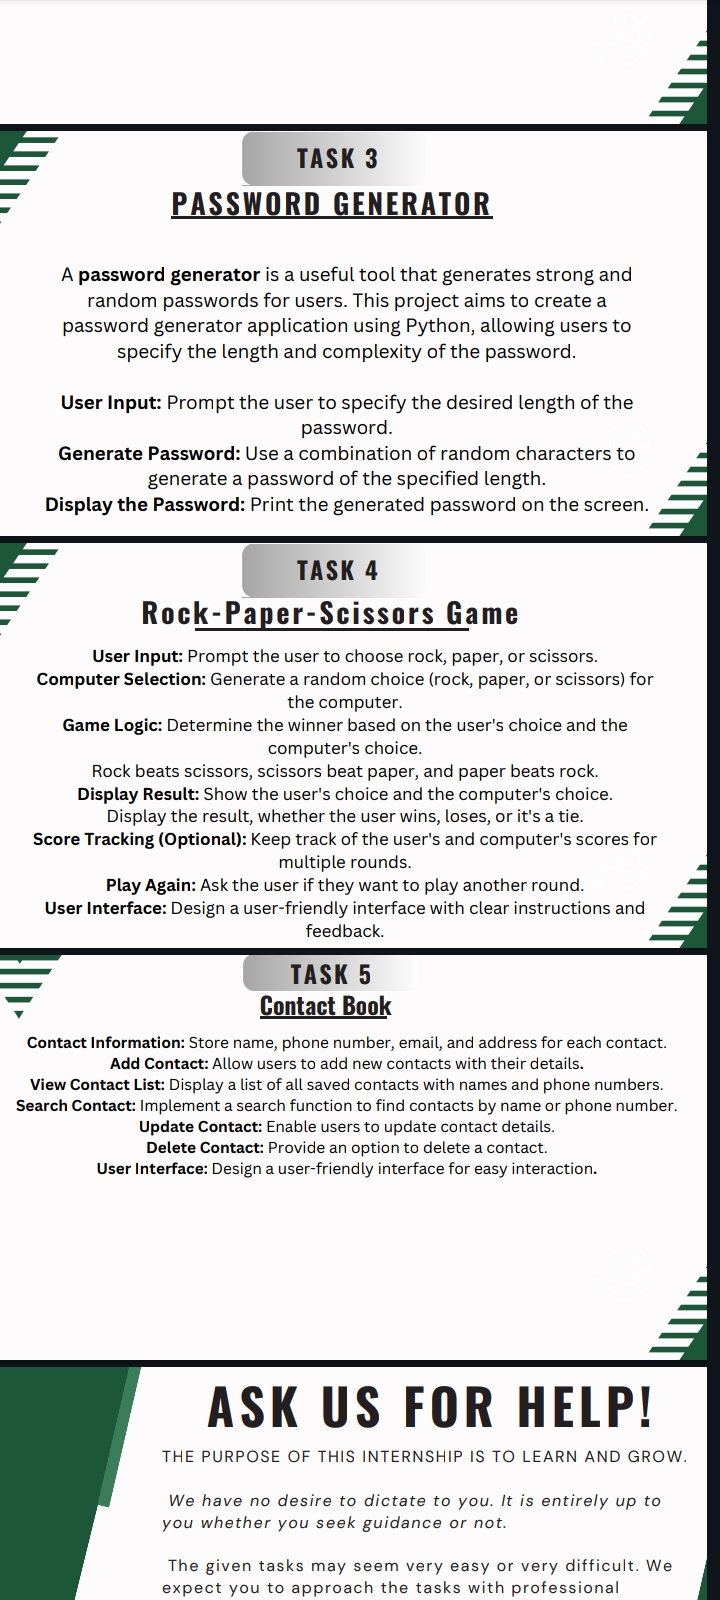 TASK 3
PASSWORD GENERATOR
A password generator is a useful tool that generates strong and
random passwords for users. This project aims to create a
password generator application using Python, allowing users to
specify the length and complexity of the password.
User Input: Prompt the user to specify the desired length of the
password.
Generate Password: Use a combination of random characters to
generate a password of the specified length.
Display the Password: Print the generated password on the screen.
TASK 4
Rock-Paper-Scissors Game
User Input: Prompt the user to choose rock, paper, or scissors.
Computer Selection: Generate a random choice (rock, paper, or scissors) for
the computer.
Game Logic: Determine the winner based on the user's choice and the
computer's choice.
Rock beats scissors, scissors beat paper, and paper beats rock.
Display Result: Show the user's choice and the computer's choice.
Display the result, whether the user wins, loses, or it's a tie.
Score Tracking (Optional): Keep track of the user's and computer's scores for
multiple rounds.
Play Again: Ask the user if they want to play another round.
User Interface: Design a user-friendly interface with clear instructions and
feedback.
TASK 5
Contact Book
Contact Information: Store name, phone number, email, and address for each contact.
Add Contact: Allow users to add new contacts with their details.
View Contact List: Display a list of all saved contacts with names and phone numbers.
Search Contact: Implement a search function to find contacts by name or phone number.
Update Contact: Enable users to update contact details.
Delete Contact: Provide an option to delete a contact.
User Interface: Design a user-friendly interface for easy interaction.
ASK US FOR HELP!
THE PURPOSE OF THIS INTERNSHIP IS TO LEARN AND GROW.
We have no desire to dictate to you. It is entirely up to
you whether you seek guidance or not.
The given tasks may seem very easy or very difficult. We
expect you to approach the tasks with professional